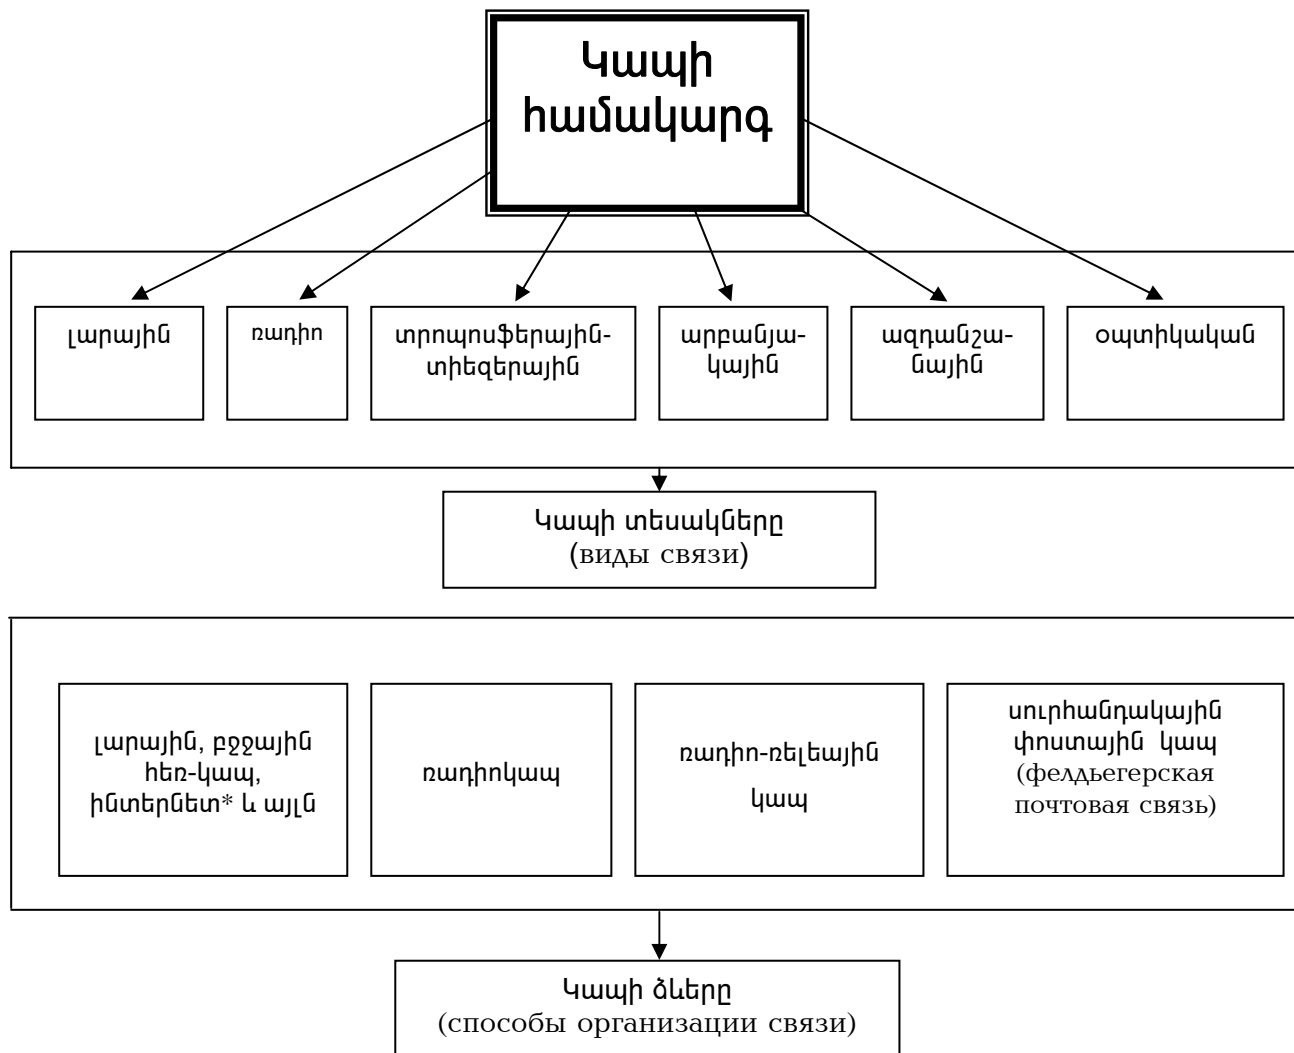 Կապի
համակարգ
լարային
ռադիո
տրոպոսֆերային-
տիեզերային
արբանյա-
կային
ազդանշա-
նային
օպտիկական
Կապի տեսակները
(виды связи)
լարային, բջջային
հեռ-կապ,
ինտերնետ* և այլն
ռադիոկապ
ռադիո-ռելեային
կապ
սուրհանդակային
փոստային կապ
(фельдъегерская
почтовая связь)
Կապի ձևերը
(способы организации связи)